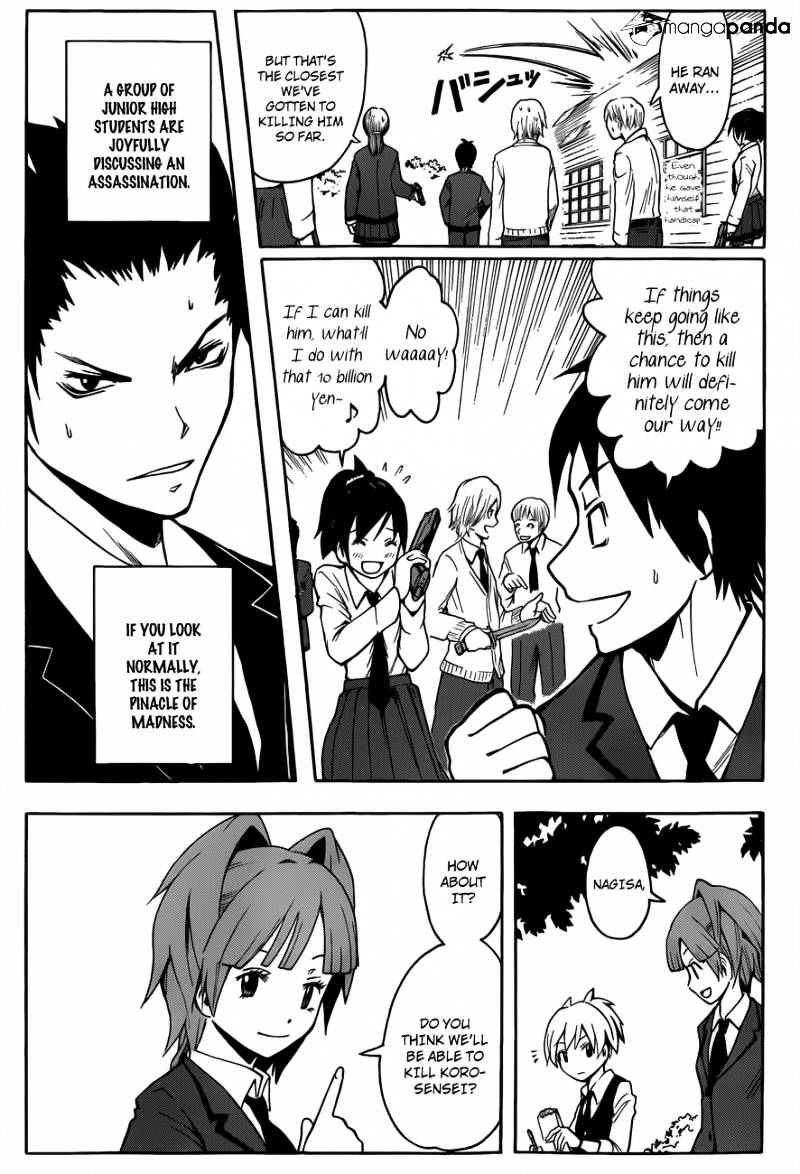 mangapanda
HE RAN
AWAY...
Even
though
he gave
himself
that
handicap
バシュッ
BUT THAT'S
THE CLOSEST
WE'VE
GOTTEN TO
KILLING HIM
SO FAR.
A GROUP OF
JUNIOR HIGH
STUDENTS ARE
JOYFULLY
DISCUSSING AN
ASSASSINATION.
If things
keep going like
this, then a
chance to kill
him will defi-
nitely come
our way!!
No
waaaay!
If I can kill
him, what'll
I do with
that 10 billion
yen~♪
IF YOU LOOK
AT IT
NORMALLY,
THIS IS THE
PINACLE OF
MADNESS.
NAGISA,
HOW
ABOUT
IT?
DO YOU
THINK WE'LL
BE ABLE TO
KILL KORO-
SENSEI?